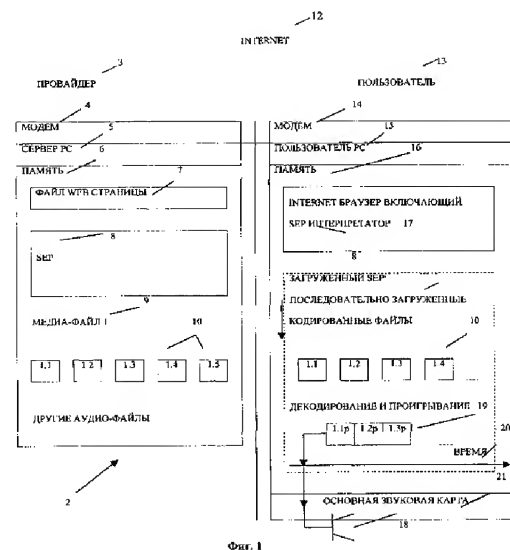 12
INTERNET
3
ПРОВАЙДЕР
4
МОДЕМ
5
СЕРВЕР PC
6
ПАМЯТЬ
7
ФАЙЛ WEB СТРАНИЦЫ
8
SEP
9
МЕДИА-ФАЙЛ 1
10
1.1 1.2 1.3 1.4 1.5
ДРУГИЕ АУДИО-ФАЙЛЫ
2
13
ПОЛЬЗОВАТЕЛЬ
14
МОДЕМ
15
ПОЛЬЗОВАТЕЛЬ PC
16
ПАМЯТЬ
INTERNET БРАУЗЕР ВКЛЮЧАЮЩИЙ
SEP ИНТЕРПРЕТАТОР 17
8
ЗАГРУЖЕННЫЙ SEP
ПОСЛЕДОВАТЕЛЬНО ЗАГРУЖЕННЫЕ
КОДИРОВАННЫЕ ФАЙЛЫ 10
1.1 1.2 1.3 1.4
ДЕКОДИРОВАНИЕ И ПРОИГРЫВАНИЕ 19
1.1p 1.2p 1.3p
20
ВРЕМЯ
21
ОСНОВНАЯ ЗВУКОВАЯ КАРТА
18
Фиг. 1